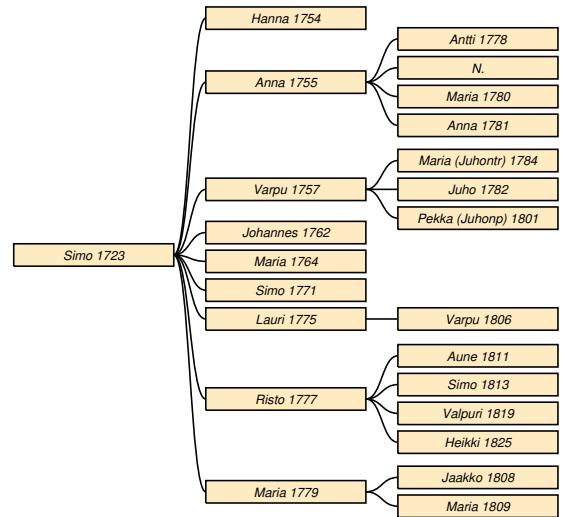 Simo 1723
Hanna 1754
Anna 1755
Antti 1778
N.
Maria 1780
Anna 1781
Varpu 1757
Maria (Juhontr) 1784
Juho 1782
Pekka (Juhonp) 1801
Johannes 1762
Maria 1764
Simo 1771
Lauri 1775
Varpu 1806
Risto 1777
Aune 1811
Simo 1813
Valpuri 1819
Heikki 1825
Maria 1779
Jaakko 1808
Maria 1809